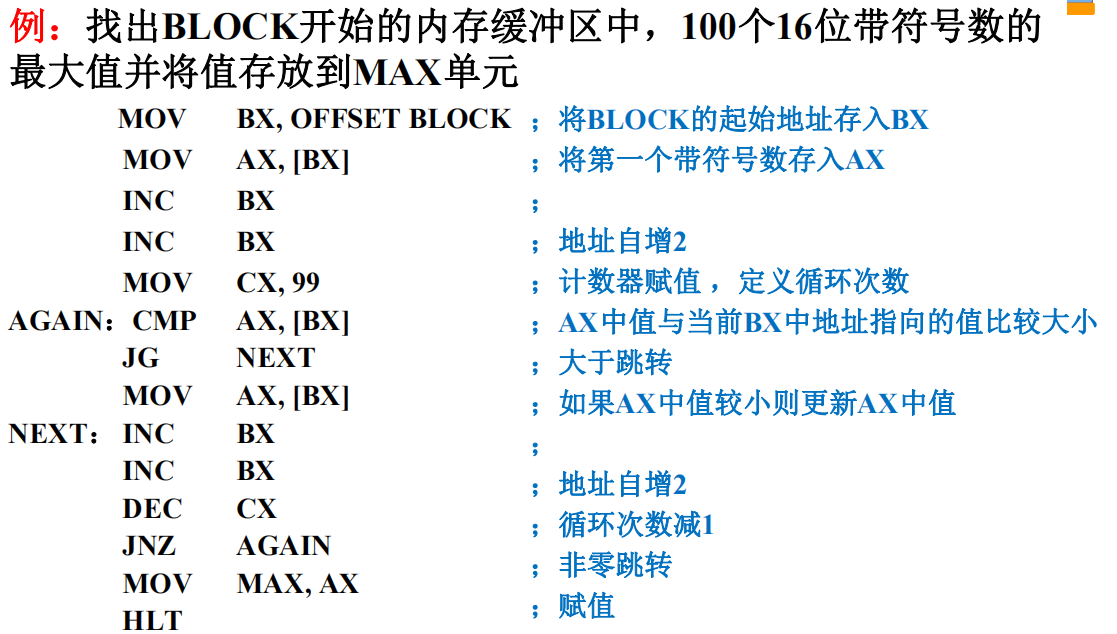 例：找出BLOCK开始的内存缓冲区中，100个16位带符号数的
最大值并将值存放到MAX单元
MOV BX, OFFSET BLOCK ；将BLOCK的起始地址存入BX
MOV AX, [BX] ；将第一个带符号数存入AX
INC BX ；
INC BX ；地址自增2
MOV CX, 99 ；计数器赋值 ，定义循环次数
AGAIN：CMP AX, [BX] ；AX中值与当前BX中地址指向的值比较大小
JG NEXT ；大于跳转
MOV AX, [BX] ；如果AX中值较小则更新AX中值
NEXT： INC BX ；
INC BX ；地址自增2
DEC CX ；循环次数减1
JNZ AGAIN ；非零跳转
MOV MAX, AX ；赋值
HLT